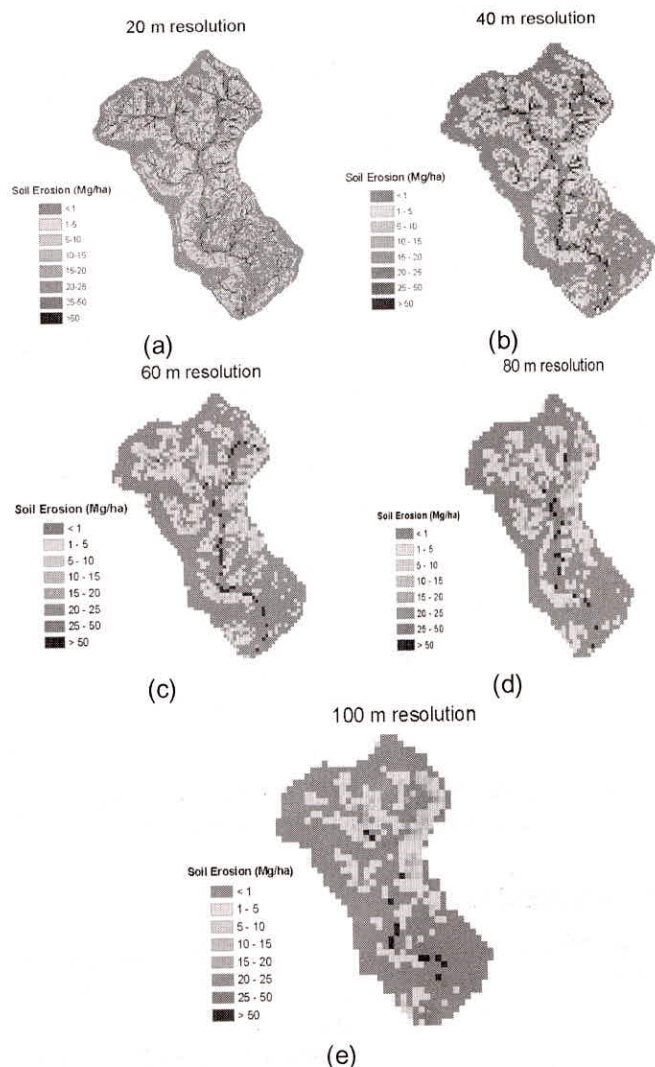 20 m resolution
Soil Erosion (Mg/ha)
< 1
1-5
5-10
10-15
15-20
20-25
25-50
>50
(a)
40 m resolution
Soil Erosion (Mg/ha)
< 1
1 - 5
5 - 10
10 - 15
15 - 20
20 - 25
25 - 50
> 50
(b)
60 m resolution
Soil Erosion (Mg/ha)
< 1
1 - 5
5 - 10
10 - 15
15 - 20
20 - 25
25 - 50
> 50
(c)
80 m resolution
Soil Erosion (Mg/ha)
< 1
1 - 5
5 - 10
10 - 15
15 - 20
20 - 25
25 - 50
> 50
(d)
100 m resolution
Soil Erosion (Mg/ha)
< 1
1 - 5
5 - 10
10 - 15
15 - 20
20 - 25
25 - 50
> 50
(e)